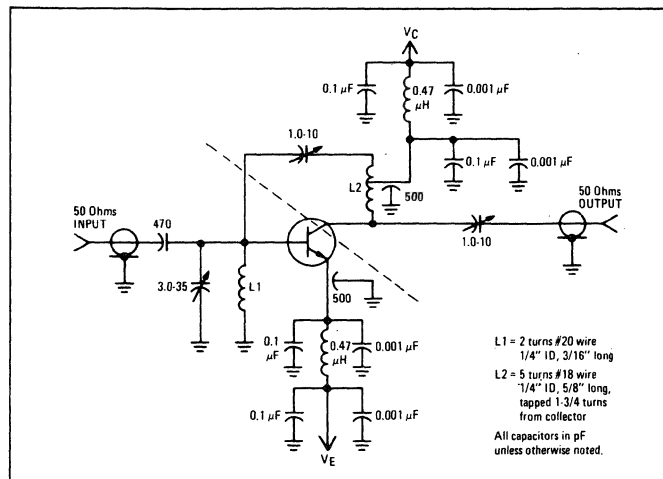 VC
0.1 μF
0.47
μH
0.001 μF
1.0-10
0.1 μF
0.001 μF
L2
500
50 Ohms
OUTPUT
50 Ohms
INPUT
470
1.0-10
3.0-35
L1
500
0.1
μF
0.47
μH
0.001 μF
0.1 μF
0.001 μF
VE
L1 = 2 turns #20 wire
1/4" ID, 3/16" long
L2 = 5 turns #18 wire
1/4" ID, 5/8" long,
tapped 1-3/4 turns
from collector
All capacitors in pF
unless otherwise noted.